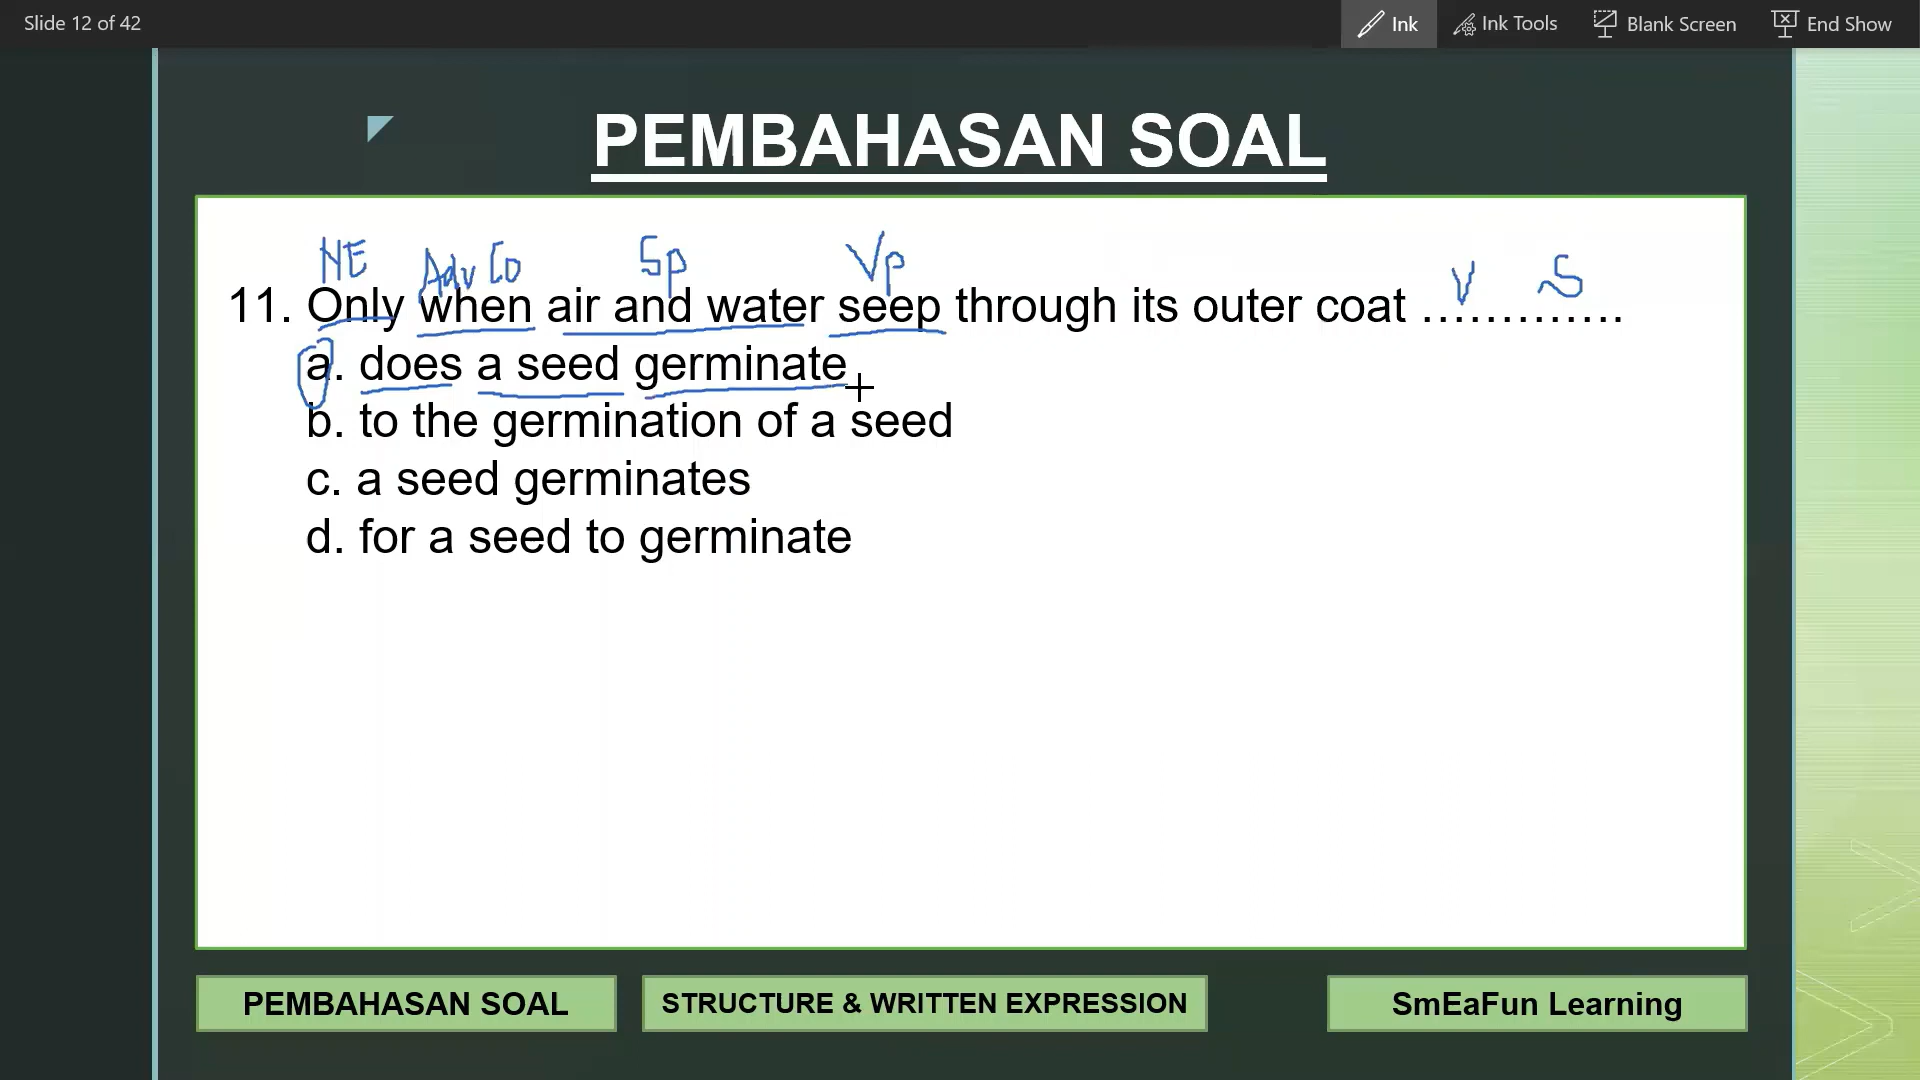 Slide 12 of 42
Ink
Ink Tools
Blank Screen
End Show
PEMBAHASAN SOAL
NE Adv Co Sp Vp V S
11. Only when air and water seep through its outer coat ………….
a. does a seed germinate
b. to the germination of a seed
c. a seed germinates
d. for a seed to germinate
PEMBAHASAN SOAL
STRUCTURE & WRITTEN EXPRESSION
SmEaFun Learning